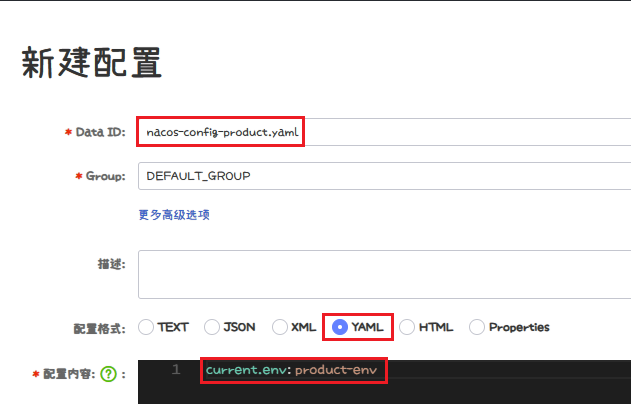 新建配置
* Data ID: nacos-config-product.yaml
* Group: DEFAULT_GROUP
更多高级选项
描述:
配置格式: TEXT JSON XML YAML HTML Properties
* 配置内容: ? :
1 current.env: product-env